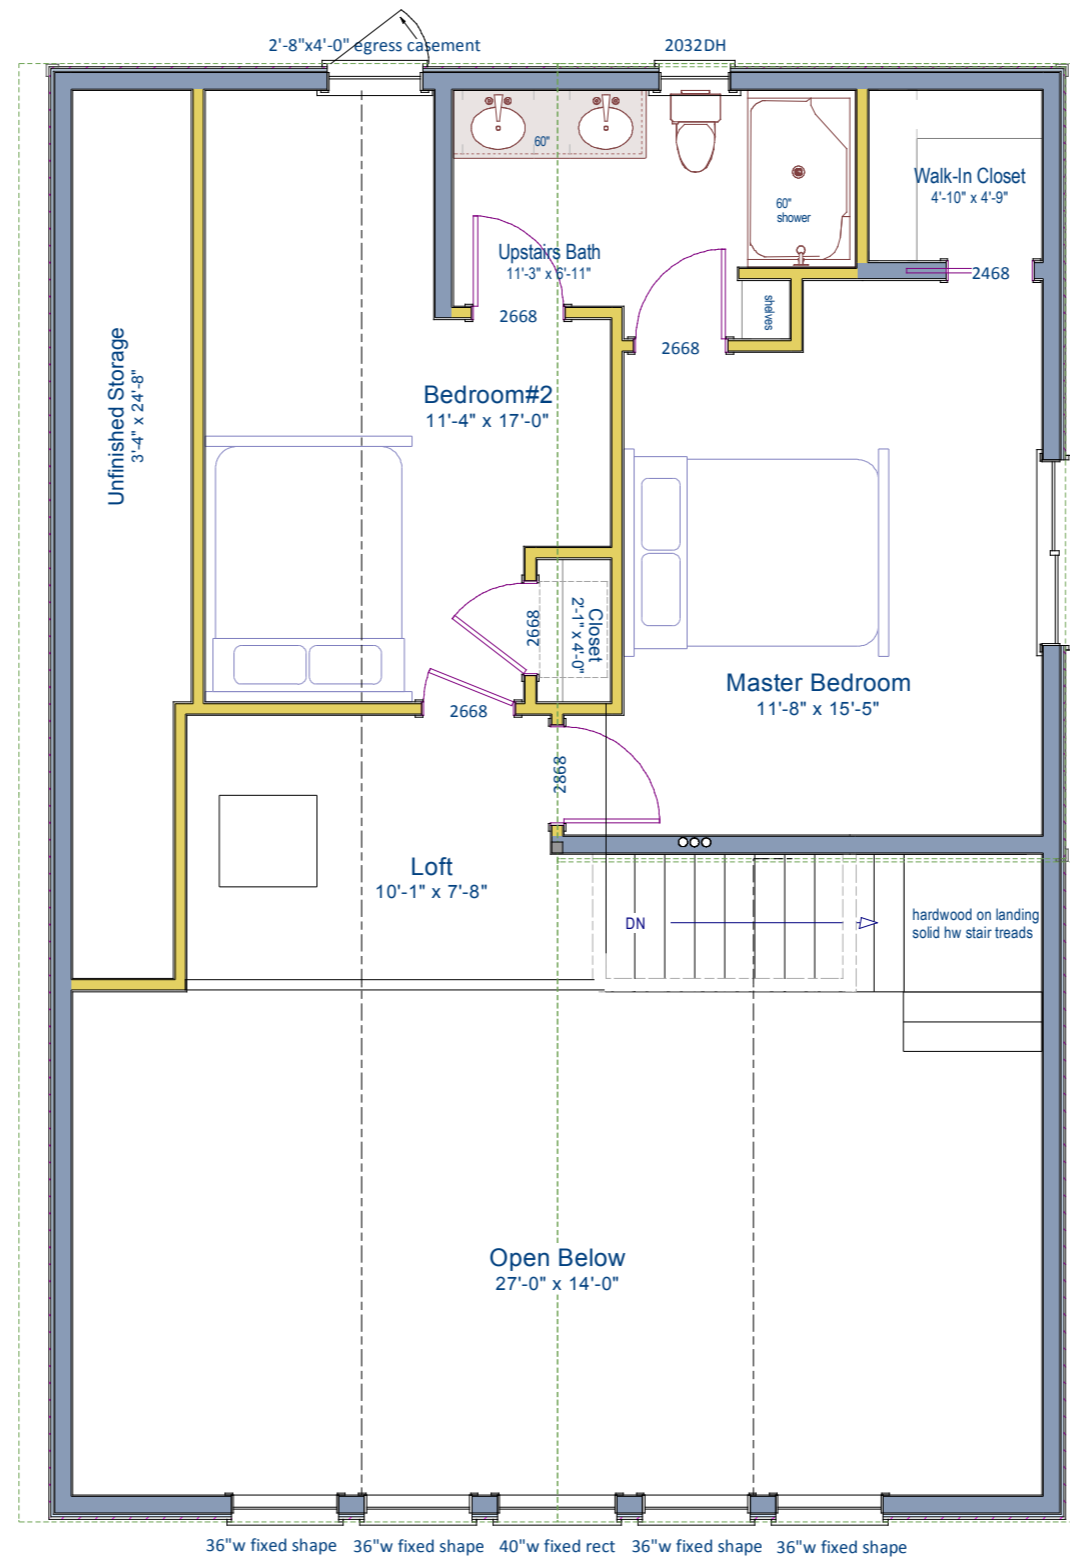 2'-8"x4'-0" egress casement
2032DH
60"
60"
shower
Walk-In Closet
4'-10" x 4'-9"
Upstairs Bath
11'-3" x 6'-11"
2468
shelves
2668
2668
Unfinished Storage
3'-4" x 24'-8"
Bedroom#2
11'-4" x 17'-0"
2668
Closet
2'-1" x 4'-0"
Master Bedroom
11'-8" x 15'-5"
2668
2868
Loft
10'-1" x 7'-8"
DN
hardwood on landing
solid hw stair treads
Open Below
27'-0" x 14'-0"
36"w fixed shape
36"w fixed shape
40"w fixed rect
36"w fixed shape
36"w fixed shape